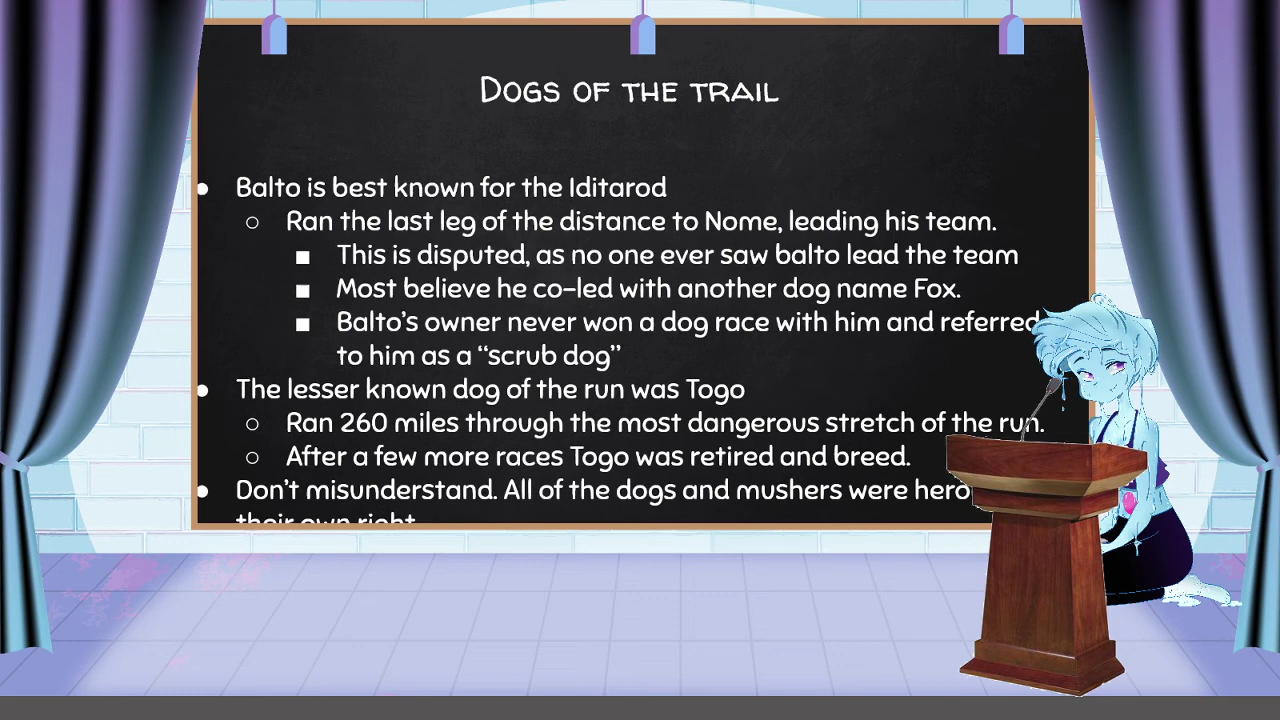 Dogs of the trail
● Balto is best known for the Iditarod
○ Ran the last leg of the distance to Nome, leading his team.
■ This is disputed, as no one ever saw balto lead the team
■ Most believe he co-led with another dog name Fox.
■ Balto's owner never won a dog race with him and referred
to him as a “scrub dog”
● The lesser known dog of the run was Togo
○ Ran 260 miles through the most dangerous stretch of the run.
○ After a few more races Togo was retired and breed.
● Don't misunderstand. All of the dogs and mushers were hero
their own right